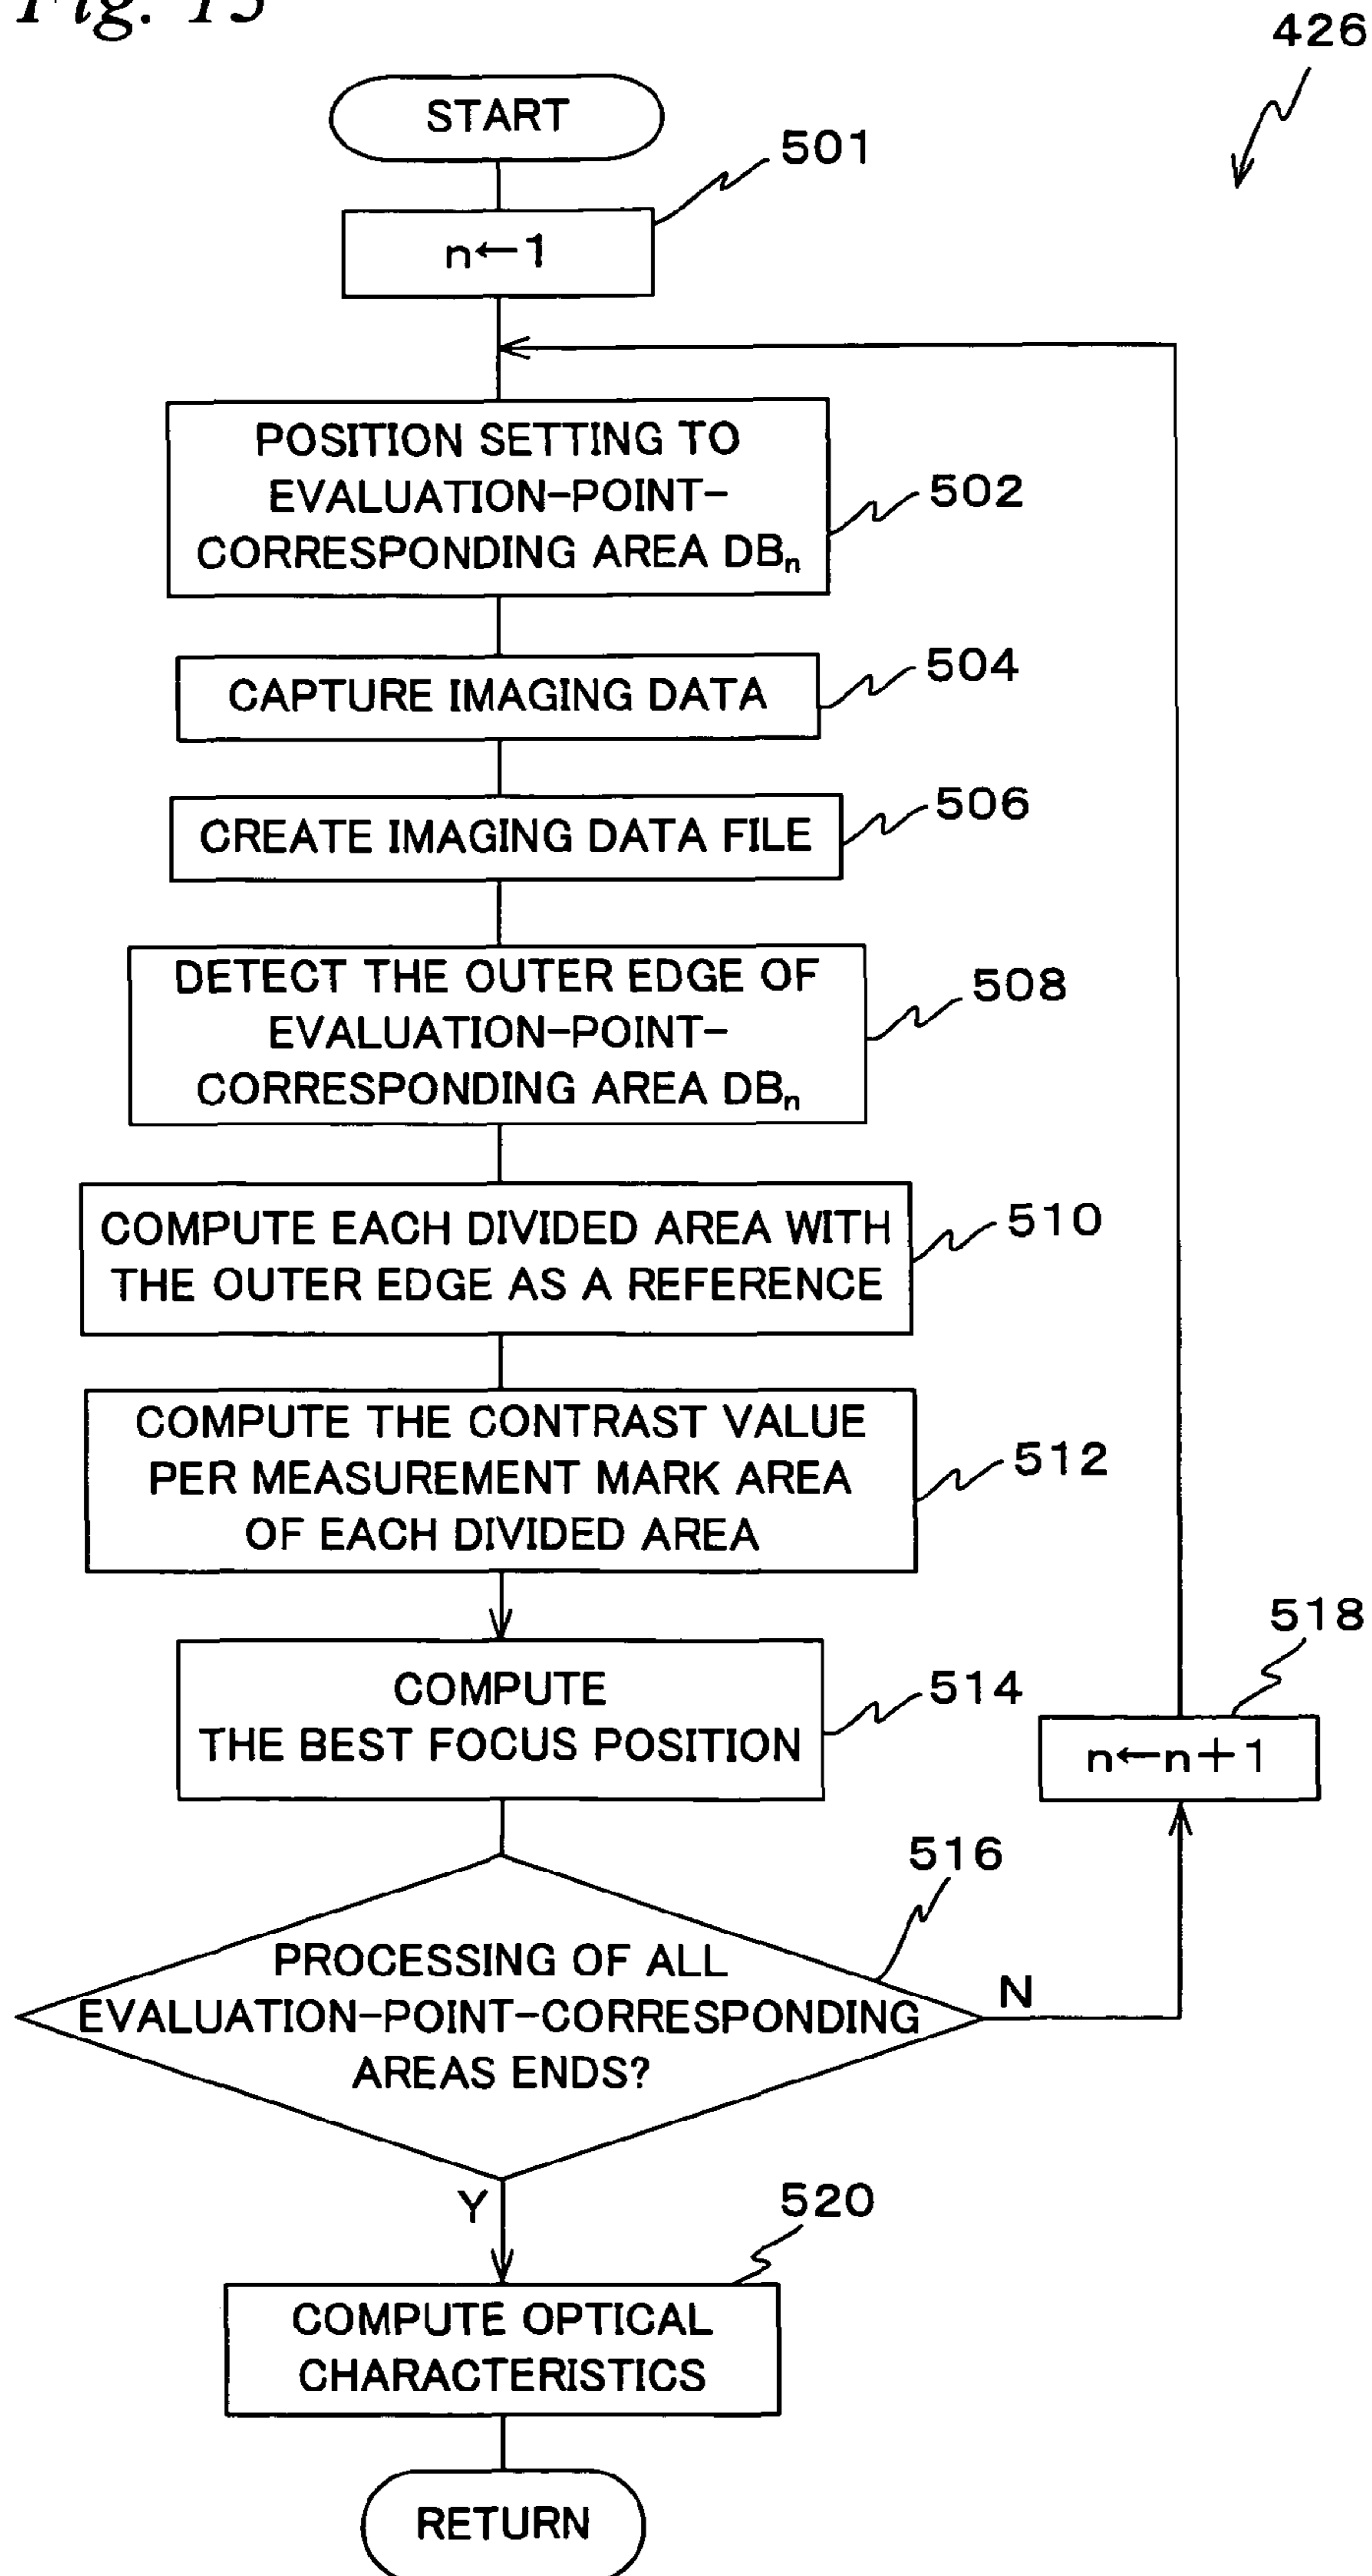 Fig. 15
426
START
501
n←1
POSITION SETTING TO
EVALUATION-POINT-
CORRESPONDING AREA DBn
502
CAPTURE IMAGING DATA
504
CREATE IMAGING DATA FILE
506
DETECT THE OUTER EDGE OF
EVALUATION-POINT-
CORRESPONDING AREA DBn
508
COMPUTE EACH DIVIDED AREA WITH
THE OUTER EDGE AS A REFERENCE
510
COMPUTE THE CONTRAST VALUE
PER MEASUREMENT MARK AREA
OF EACH DIVIDED AREA
512
COMPUTE
THE BEST FOCUS POSITION
514
518
n←n+1
516
PROCESSING OF ALL
EVALUATION-POINT-CORRESPONDING
AREAS ENDS?
N
Y
520
COMPUTE OPTICAL
CHARACTERISTICS
RETURN